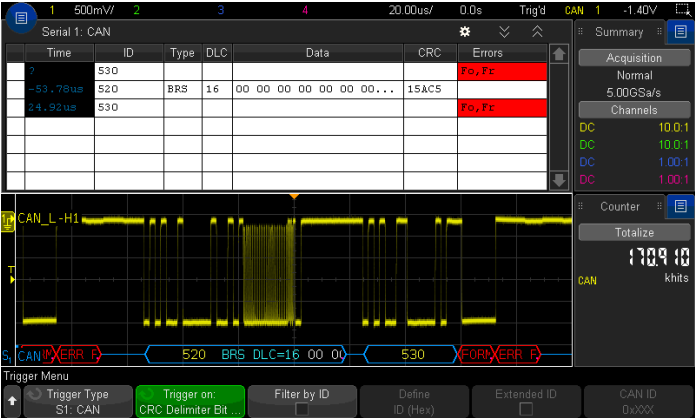 1 500mV/ 2 3 4 20.00us/ 0.0s Trig'd CAN 1 -1.40V
Serial 1: CAN
Time ID Type DLC Data CRC Errors
? 530 Fo,Fr
-53.78us 520 BRS 16 00 00 00 00 00 00... 15AC5
24.92us 530 Fo,Fr
Summary
Acquisition
Normal
5.00GSa/s
Channels
DC 10.0:1
DC 10.0:1
DC 1.00:1
DC 1.00:1
Counter
Totalize
170.910
CAN khits
CAN_L-H1
T
S1 CAN ERR F 520 BRS DLC=16 00 530 FORM ERR F
Trigger Menu
Trigger Type
S1: CAN
Trigger on:
CRC Delimiter Bit ...
Filter by ID
Define
ID (Hex)
Extended ID
CAN ID
0xXXX